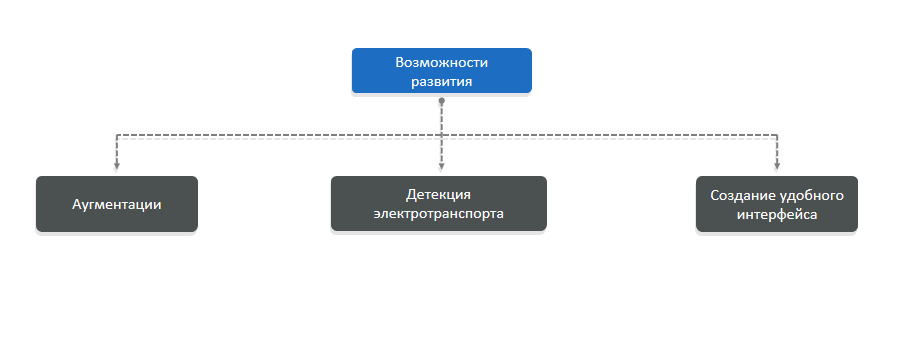 Возможности
развития
Аугментации
Детекция
электротранспорта
Создание удобного
интерфейса